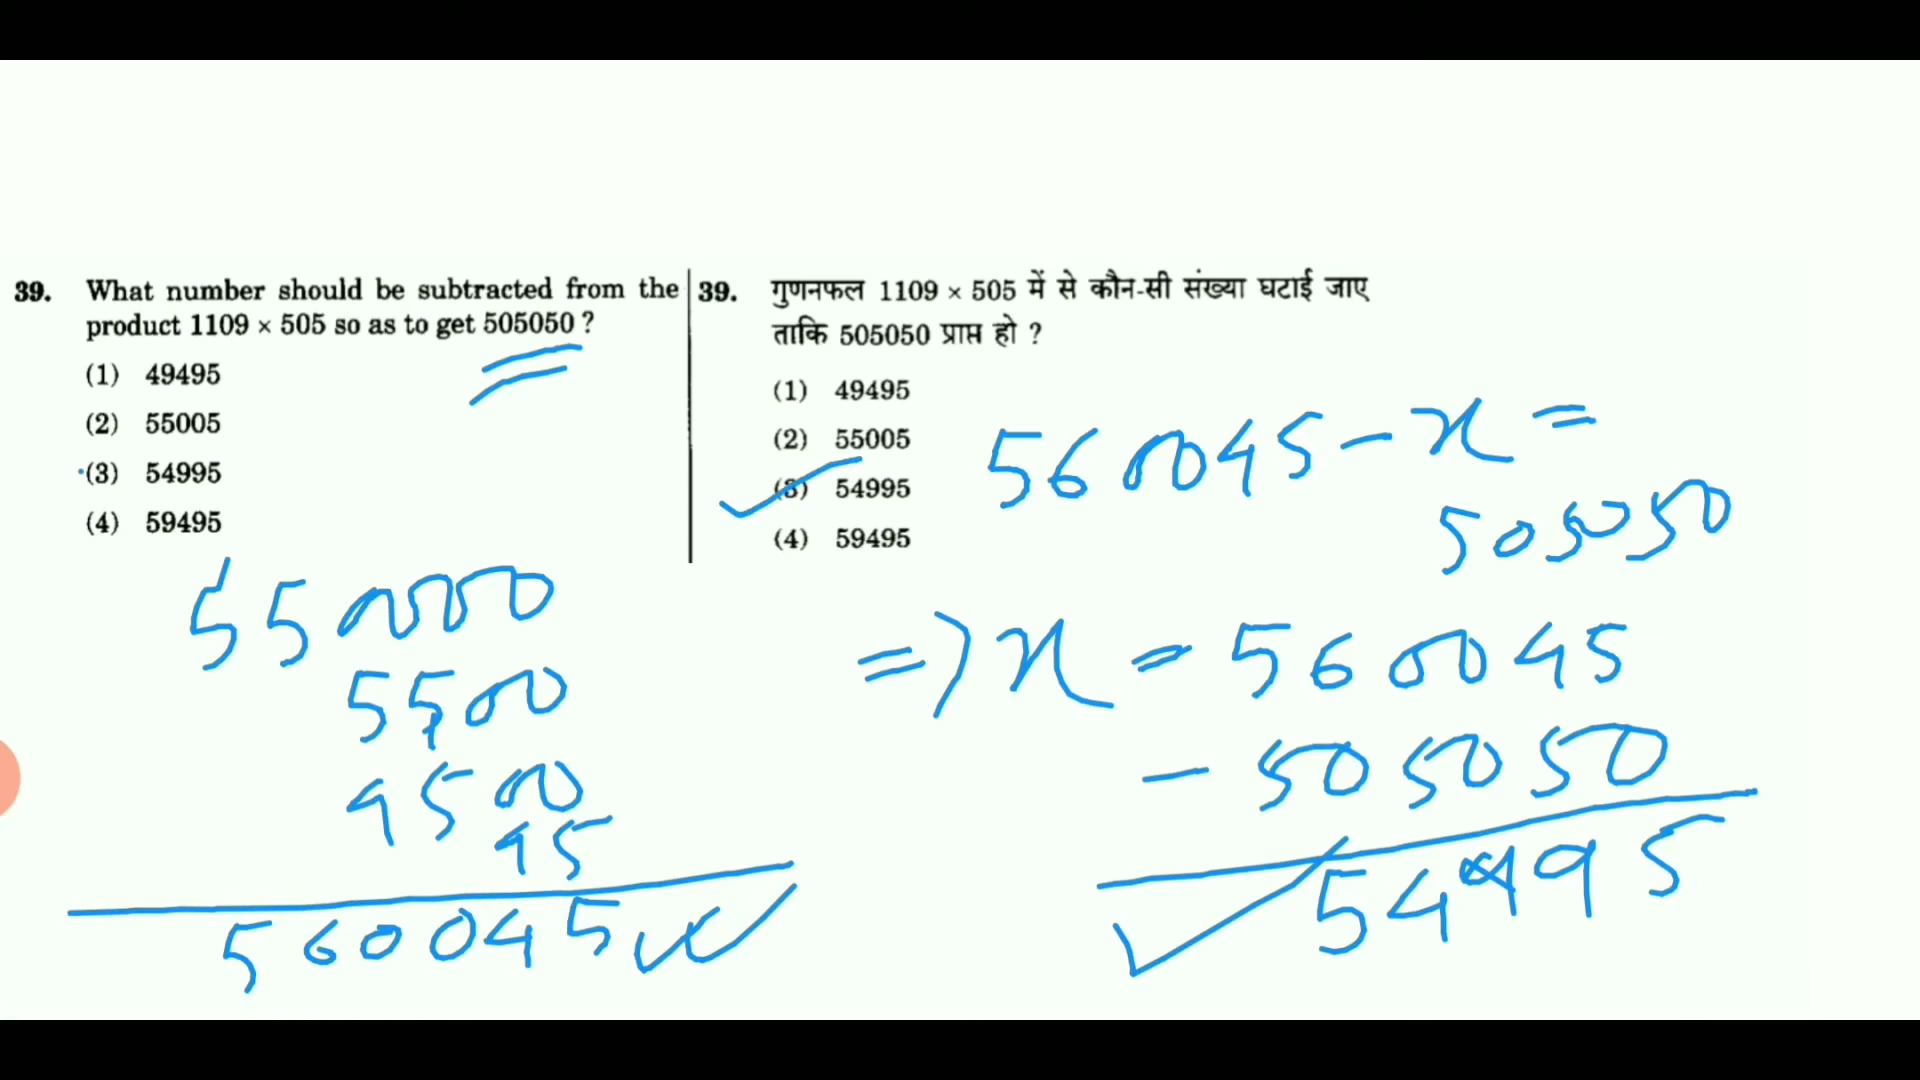 39. What number should be subtracted from the
product 1109 × 505 so as to get 505050 ?
(1) 49495
(2) 55005
(3) 54995
(4) 59495
39. गुणनफल 1109 × 505 में से कौन-सी संख्या घटाई जाए
ताकि 505050 प्राप्त हो ?
(1) 49495
(2) 55005
(3) 54995
(4) 59495
550000
5500
4500
45
560045
560045 - x =
505050
=> x = 560045
- 505050
54995